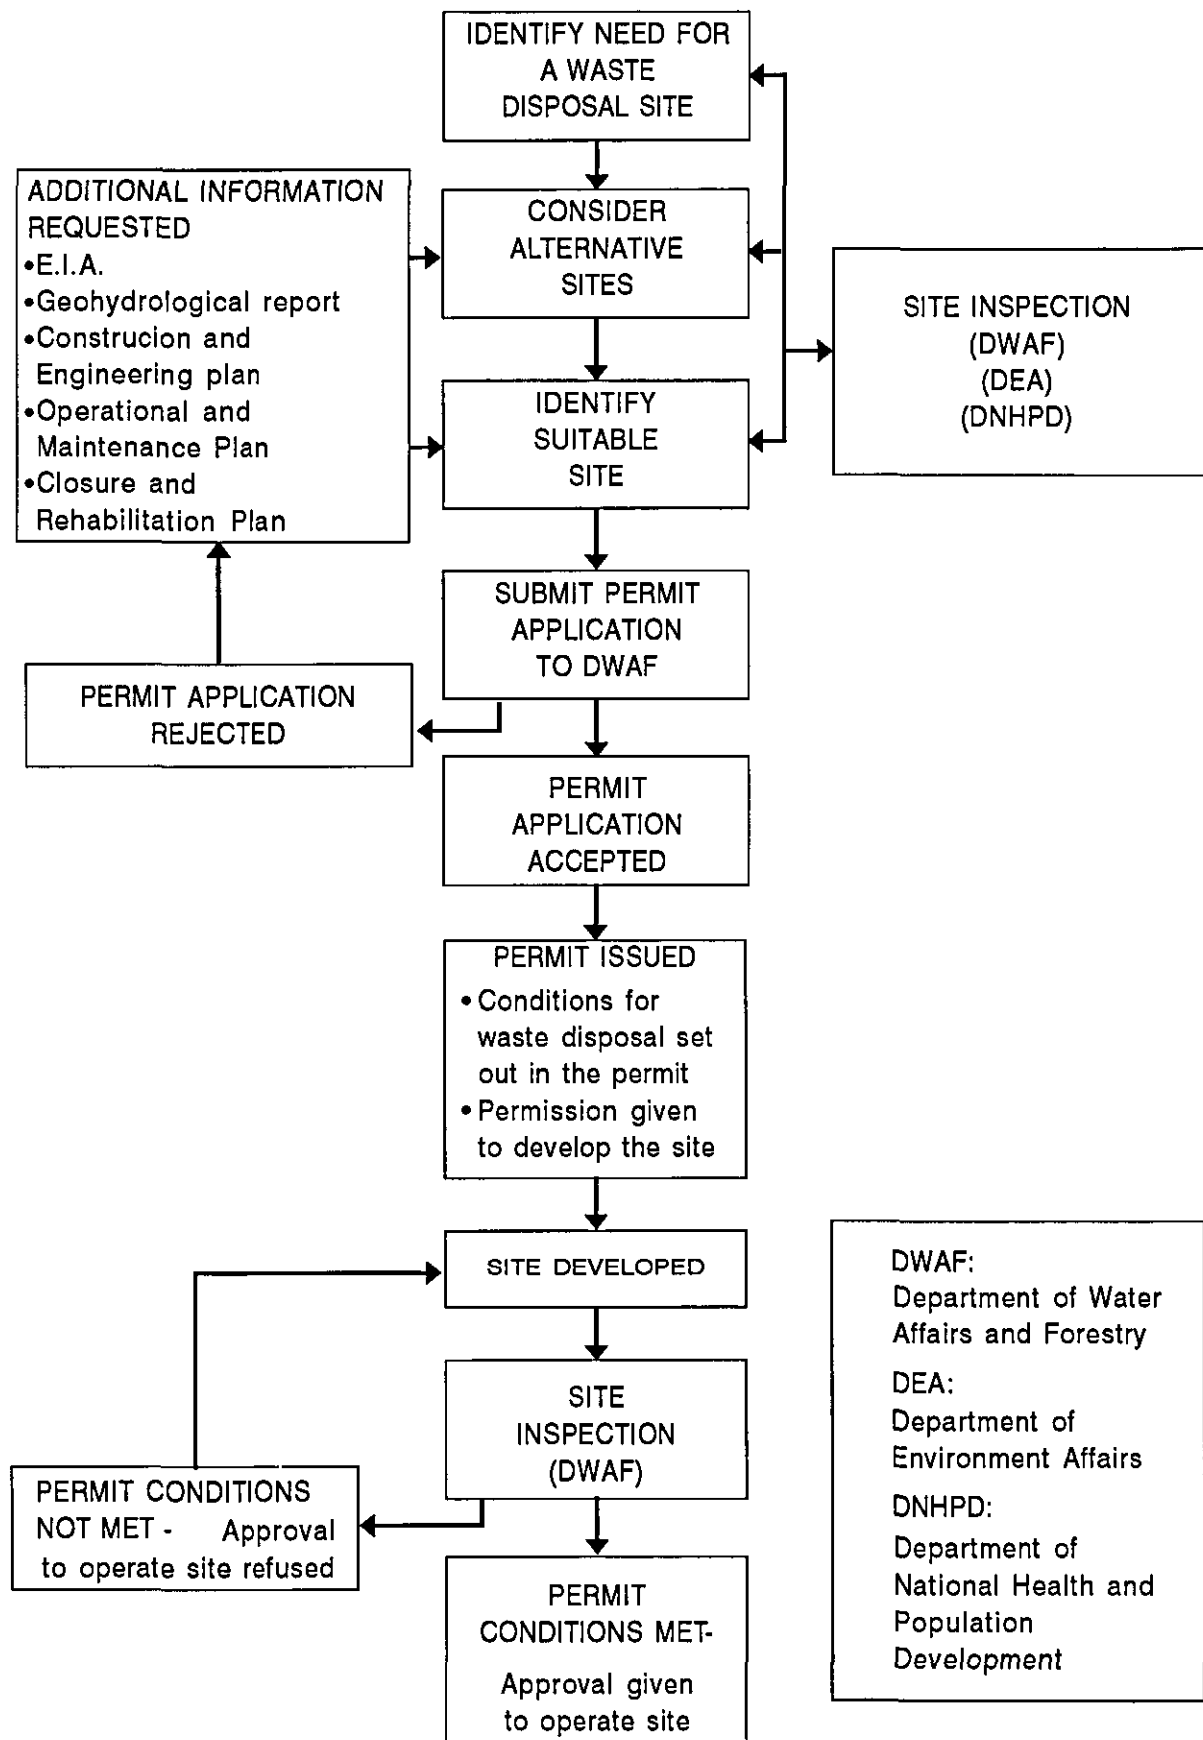 IDENTIFY NEED FOR
A WASTE
DISPOSAL SITE
ADDITIONAL INFORMATION
REQUESTED
•E.I.A.
•Geohydrological report
•Construcion and
Engineering plan
•Operational and
Maintenance Plan
•Closure and
Rehabilitation Plan
CONSIDER
ALTERNATIVE
SITES
SITE INSPECTION
(DWAF)
(DEA)
(DNHPD)
IDENTIFY
SUITABLE
SITE
SUBMIT PERMIT
APPLICATION
TO DWAF
PERMIT APPLICATION
REJECTED
PERMIT
APPLICATION
ACCEPTED
PERMIT ISSUED
• Conditions for
waste disposal set
out in the permit
• Permission given
to develop the site
SITE DEVELOPED
SITE
INSPECTION
(DWAF)
PERMIT CONDITIONS
NOT MET - Approval
to operate site refused
PERMIT
CONDITIONS MET-
Approval given
to operate site
DWAF:
Department of Water
Affairs and Forestry
DEA:
Department of
Environment Affairs
DNHPD:
Department of
National Health and
Population
Development